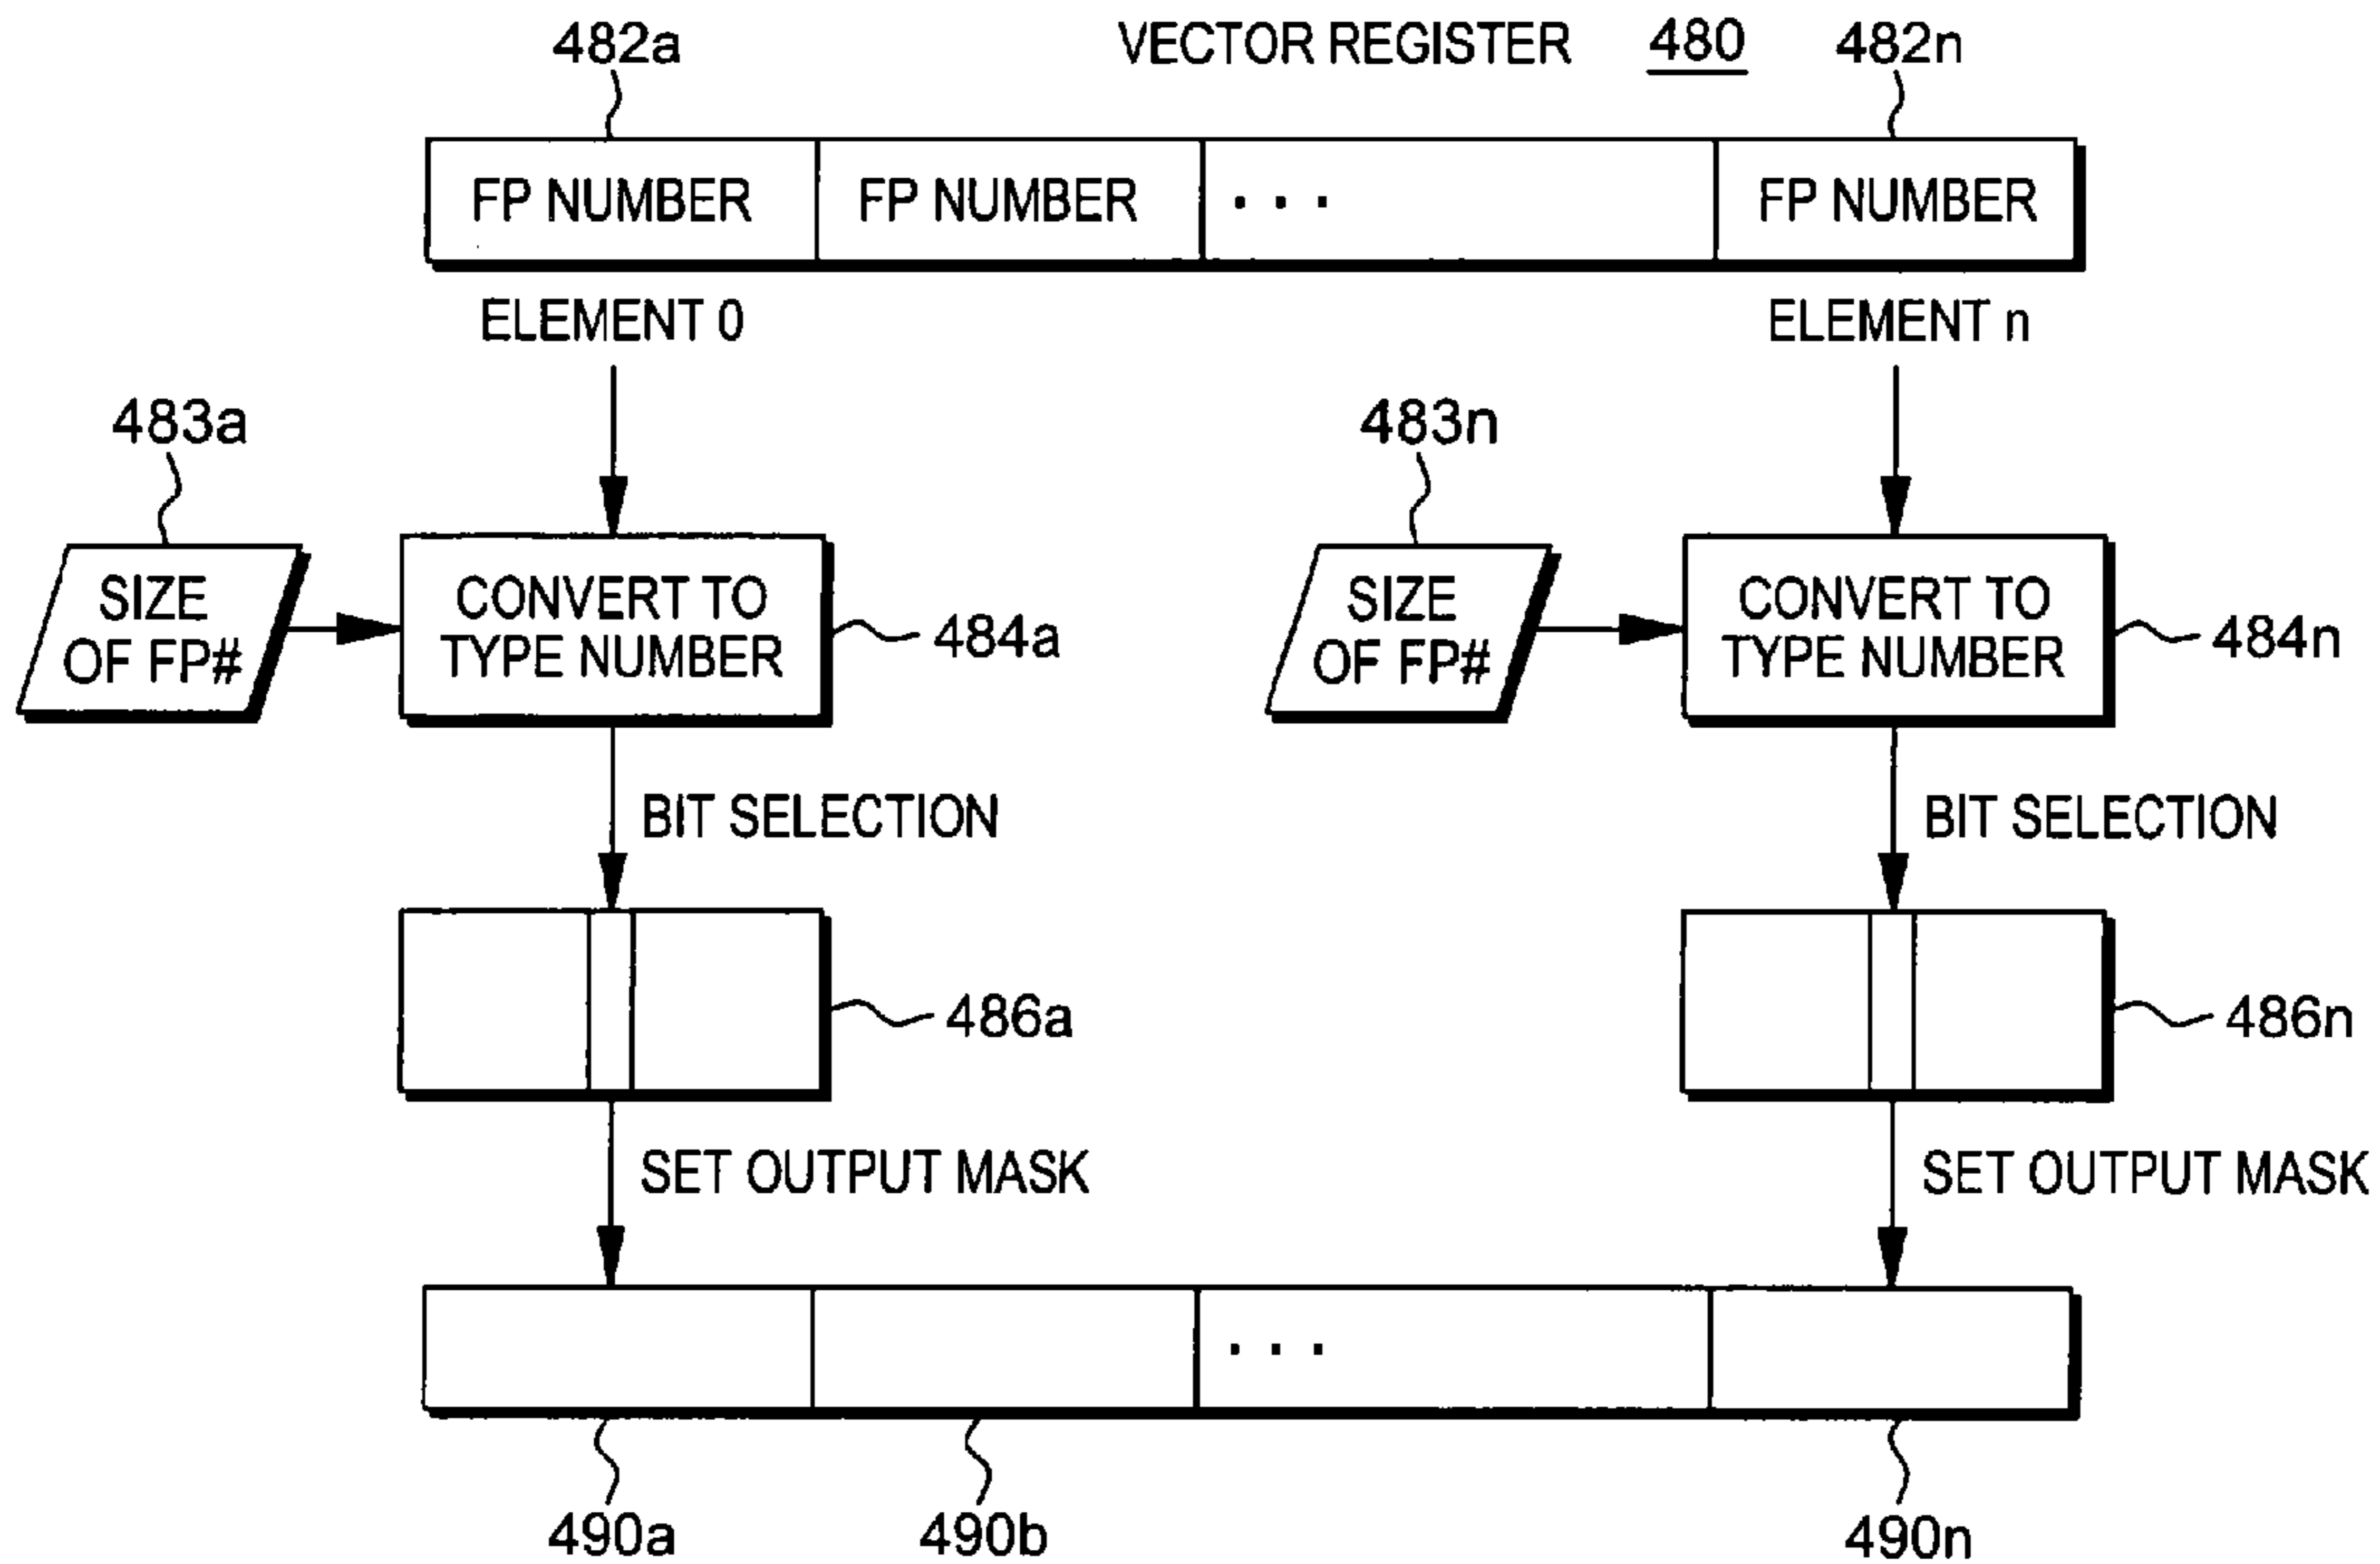 482a
VECTOR REGISTER 480
482n
FP NUMBER
FP NUMBER
. . .
FP NUMBER
ELEMENT 0
ELEMENT n
483a
483n
SIZE
OF FP#
CONVERT TO
TYPE NUMBER
484a
SIZE
OF FP#
CONVERT TO
TYPE NUMBER
484n
BIT SELECTION
BIT SELECTION
486a
486n
SET OUTPUT MASK
SET OUTPUT MASK
. . .
490a
490b
490n